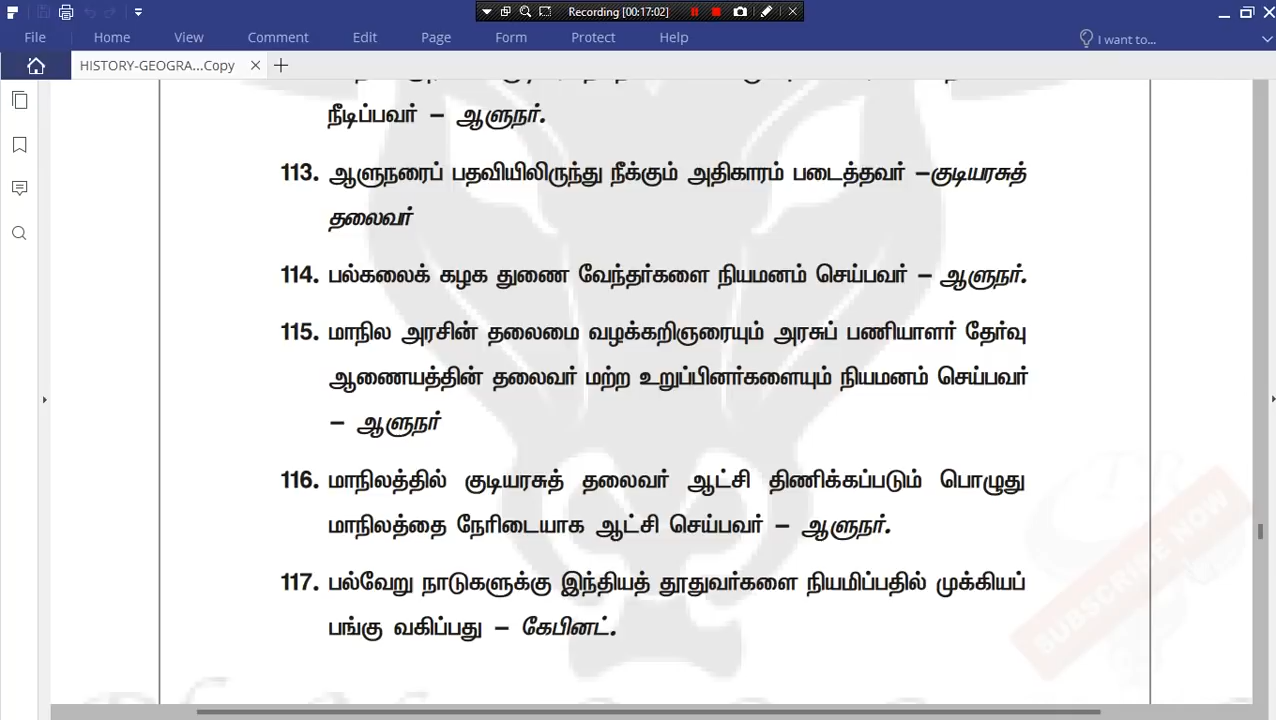 Recording [00:17:02]
File Home View Comment Edit Page Form Protect Help I want to...
HISTORY-GEOGRA...Copy
நீடிப்பவர் – ஆளுநர்.
113. ஆளுநரைப் பதவியிலிருந்து நீக்கும் அதிகாரம் படைத்தவர் –குடியரசுத்
தலைவர்
114. பல்கலைக் கழக துணை வேந்தர்களை நியமனம் செய்பவர் – ஆளுநர்.
115. மாநில அரசின் தலைமை வழக்கறிஞரையும் அரசுப் பணியாளர் தேர்வு
ஆணையத்தின் தலைவர் மற்ற உறுப்பினர்களையும் நியமனம் செய்பவர்
– ஆளுநர்
116. மாநிலத்தில் குடியரசுத் தலைவர் ஆட்சி திணிக்கப்படும் பொழுது
மாநிலத்தை நேரிடையாக ஆட்சி செய்பவர் – ஆளுநர்.
117. பல்வேறு நாடுகளுக்கு இந்தியத் தூதுவர்களை நியமிப்பதில் முக்கியப்
பங்கு வகிப்பது – கேபினட்.
SUBSCRIBE NOW